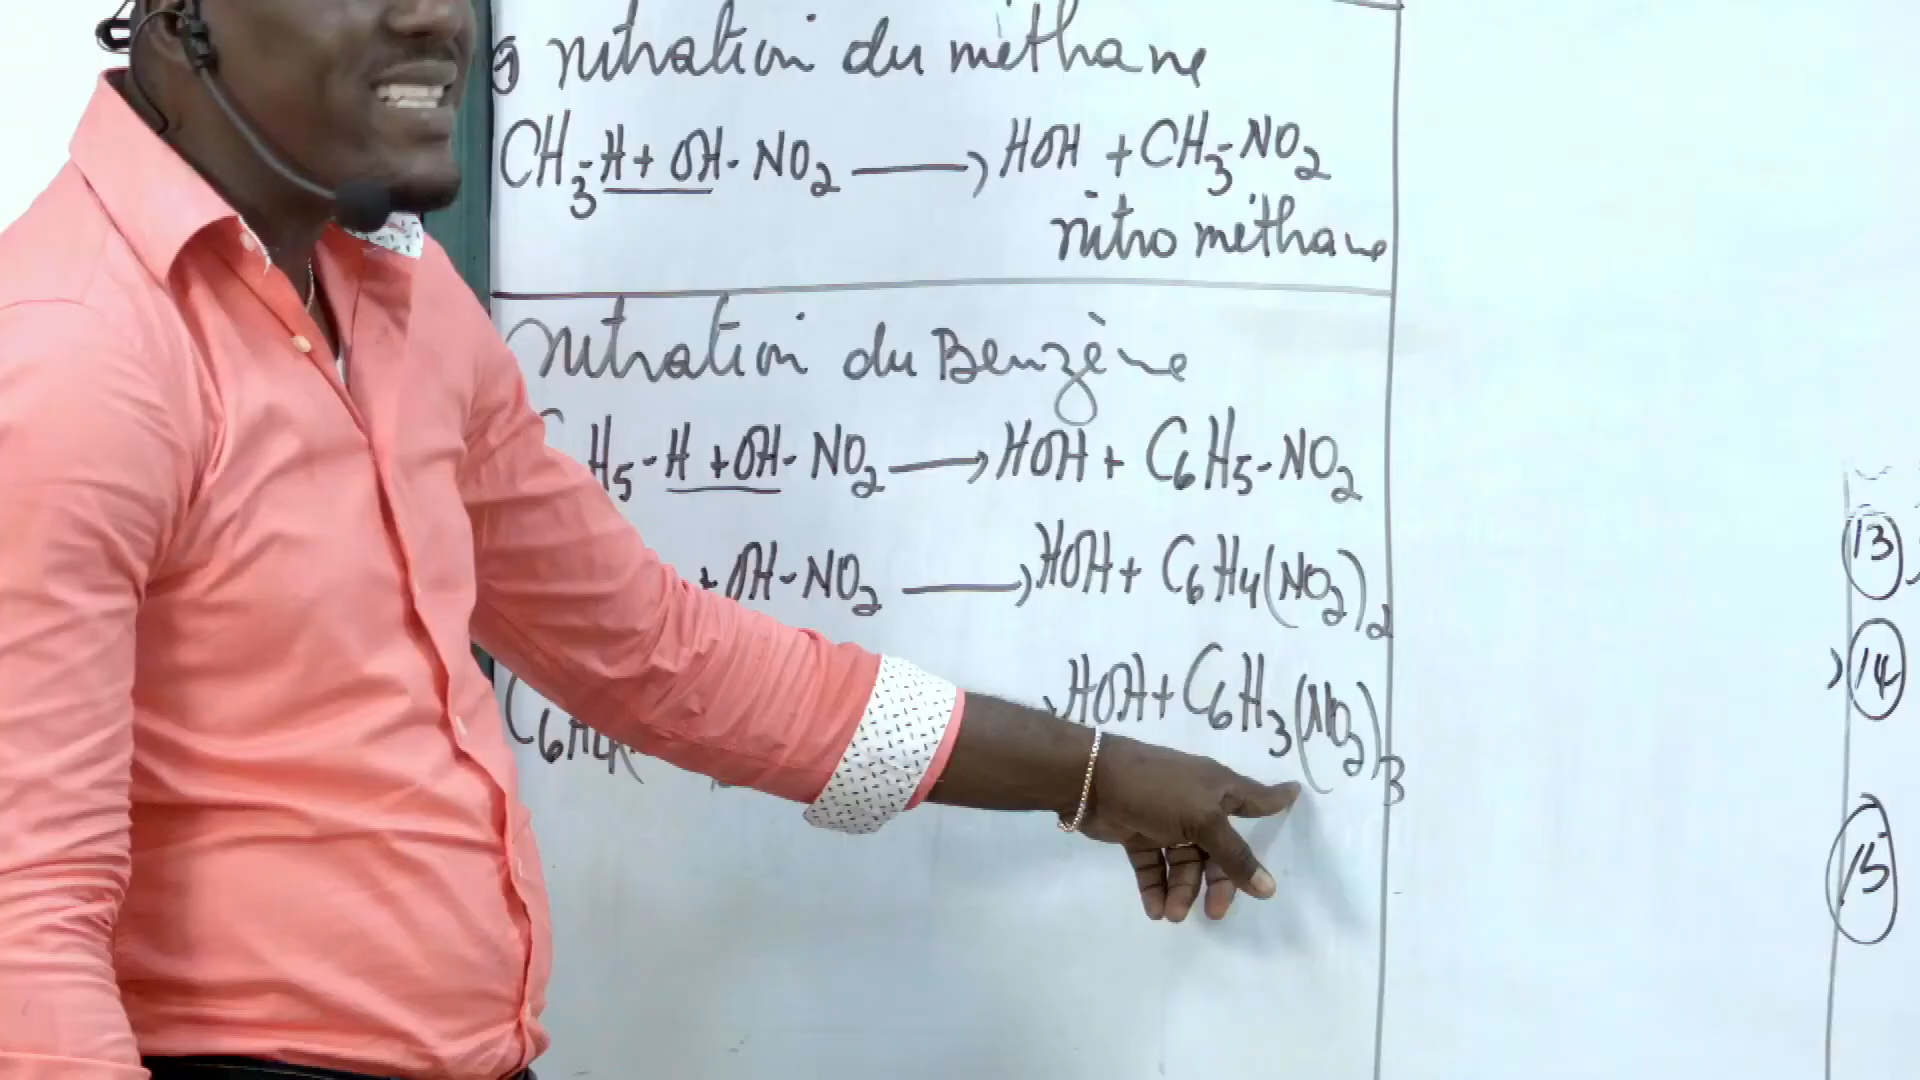 nitration du méthane
CH₃-H + OH-NO₂ ⟶ HOH + CH₃-NO₂
nitro méthane
nitration du Benzène
H₅-H + OH-NO₂ ⟶ HOH + C₆H₅-NO₂
+ OH-NO₂ ⟶ HOH + C₆H₄(NO₂)₂
C₆H₄( HOH + C₆H₃(NO₂)₃
13
14
15